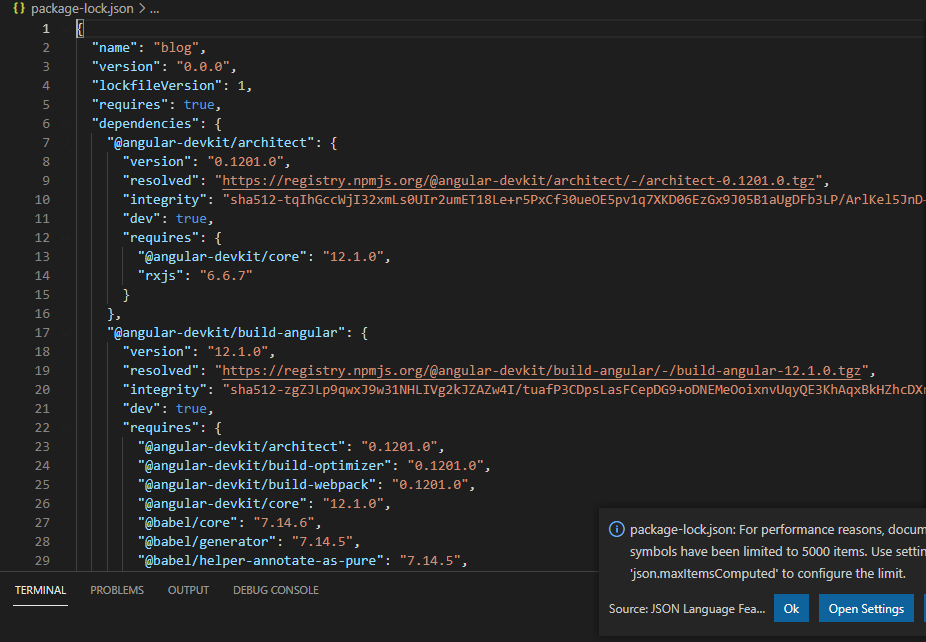 {} package-lock.json > ...
1 {
2 "name": "blog",
3 "version": "0.0.0",
4 "lockfileVersion": 1,
5 "requires": true,
6 "dependencies": {
7 "@angular-devkit/architect": {
8 "version": "0.1201.0",
9 "resolved": "https://registry.npmjs.org/@angular-devkit/architect/-/architect-0.1201.0.tgz",
10 "integrity": "sha512-tqIhGccWjI32xmLs0UIr2umET18Le+r5PxCf30ueOE5pv1q7XKD06EzGx9J05B1aUgDFb3LP/ArlKel5JnD
11 "dev": true,
12 "requires": {
13 "@angular-devkit/core": "12.1.0",
14 "rxjs": "6.6.7"
15 }
16 },
17 "@angular-devkit/build-angular": {
18 "version": "12.1.0",
19 "resolved": "https://registry.npmjs.org/@angular-devkit/build-angular/-/build-angular-12.1.0.tgz",
20 "integrity": "sha512-zgZJLp9qwxJ9w31NHLIVg2kJZAZw4I/tuafP3CDpsLasFCepDG9+oDNEMeOoixnvUqyQE3KhAqxBkHZhcDX
21 "dev": true,
22 "requires": {
23 "@angular-devkit/architect": "0.1201.0",
24 "@angular-devkit/build-optimizer": "0.1201.0",
25 "@angular-devkit/build-webpack": "0.1201.0",
26 "@angular-devkit/core": "12.1.0",
27 "@babel/core": "7.14.6",
28 "@babel/generator": "7.14.5",
29 "@babel/helper-annotate-as-pure": "7.14.5",
package-lock.json: For performance reasons, docum
symbols have been limited to 5000 items. Use settin
'json.maxItemsComputed' to configure the limit.
Source: JSON Language Fea...
Ok
Open Settings
TERMINAL PROBLEMS OUTPUT DEBUG CONSOLE